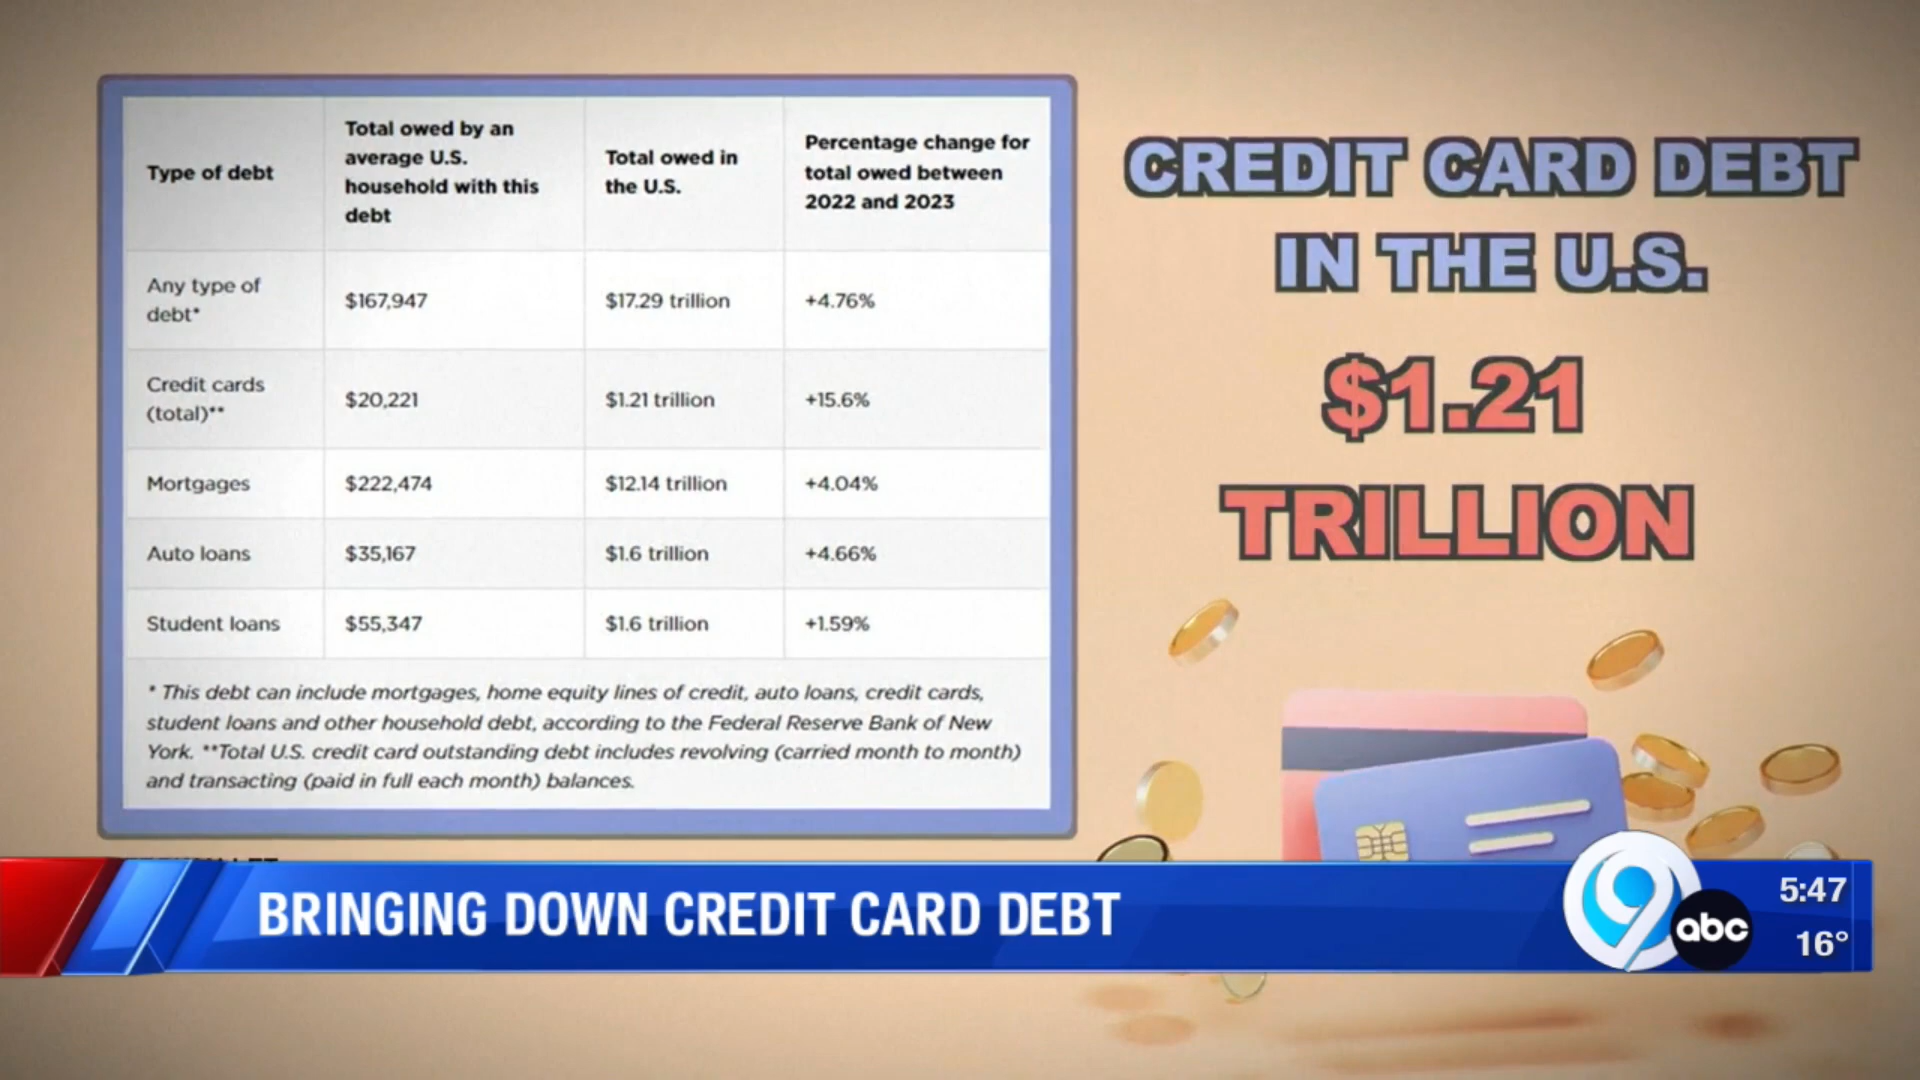 Type of debt
Total owed by an
average U.S.
household with this
debt
Total owed in
the U.S.
Percentage change for
total owed between
2022 and 2023
Any type of
debt*
$167,947
$17.29 trillion
+4.76%
Credit cards
(total)**
$20,221
$1.21 trillion
+15.6%
Mortgages
$222,474
$12.14 trillion
+4.04%
Auto loans
$35,167
$1.6 trillion
+4.66%
Student loans
$55,347
$1.6 trillion
+1.59%
* This debt can include mortgages, home equity lines of credit, auto loans, credit cards,
student loans and other household debt, according to the Federal Reserve Bank of New
York. **Total U.S. credit card outstanding debt includes revolving (carried month to month)
and transacting (paid in full each month) balances.
CREDIT CARD DEBT
IN THE U.S.
$1.21
TRILLION
BRINGING DOWN CREDIT CARD DEBT
9
abc
5:47
16°